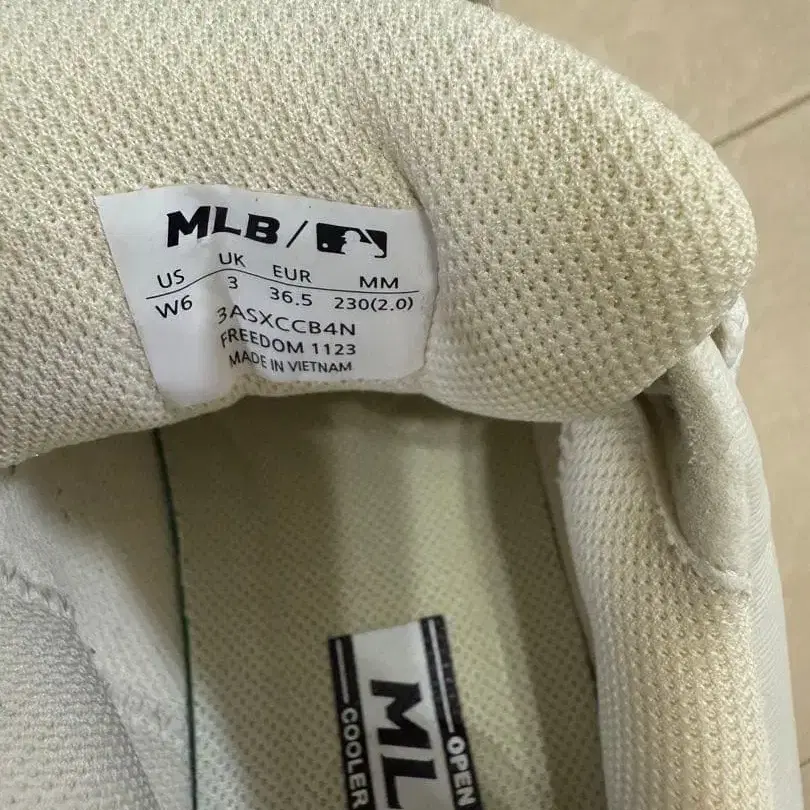 MLB/
US UK EUR MM
W6 3 36.5 230(2.0)
3ASXCCB4N
FREEDOM 1123
MADE IN VIETNAM
OPEN
ML
COOLER